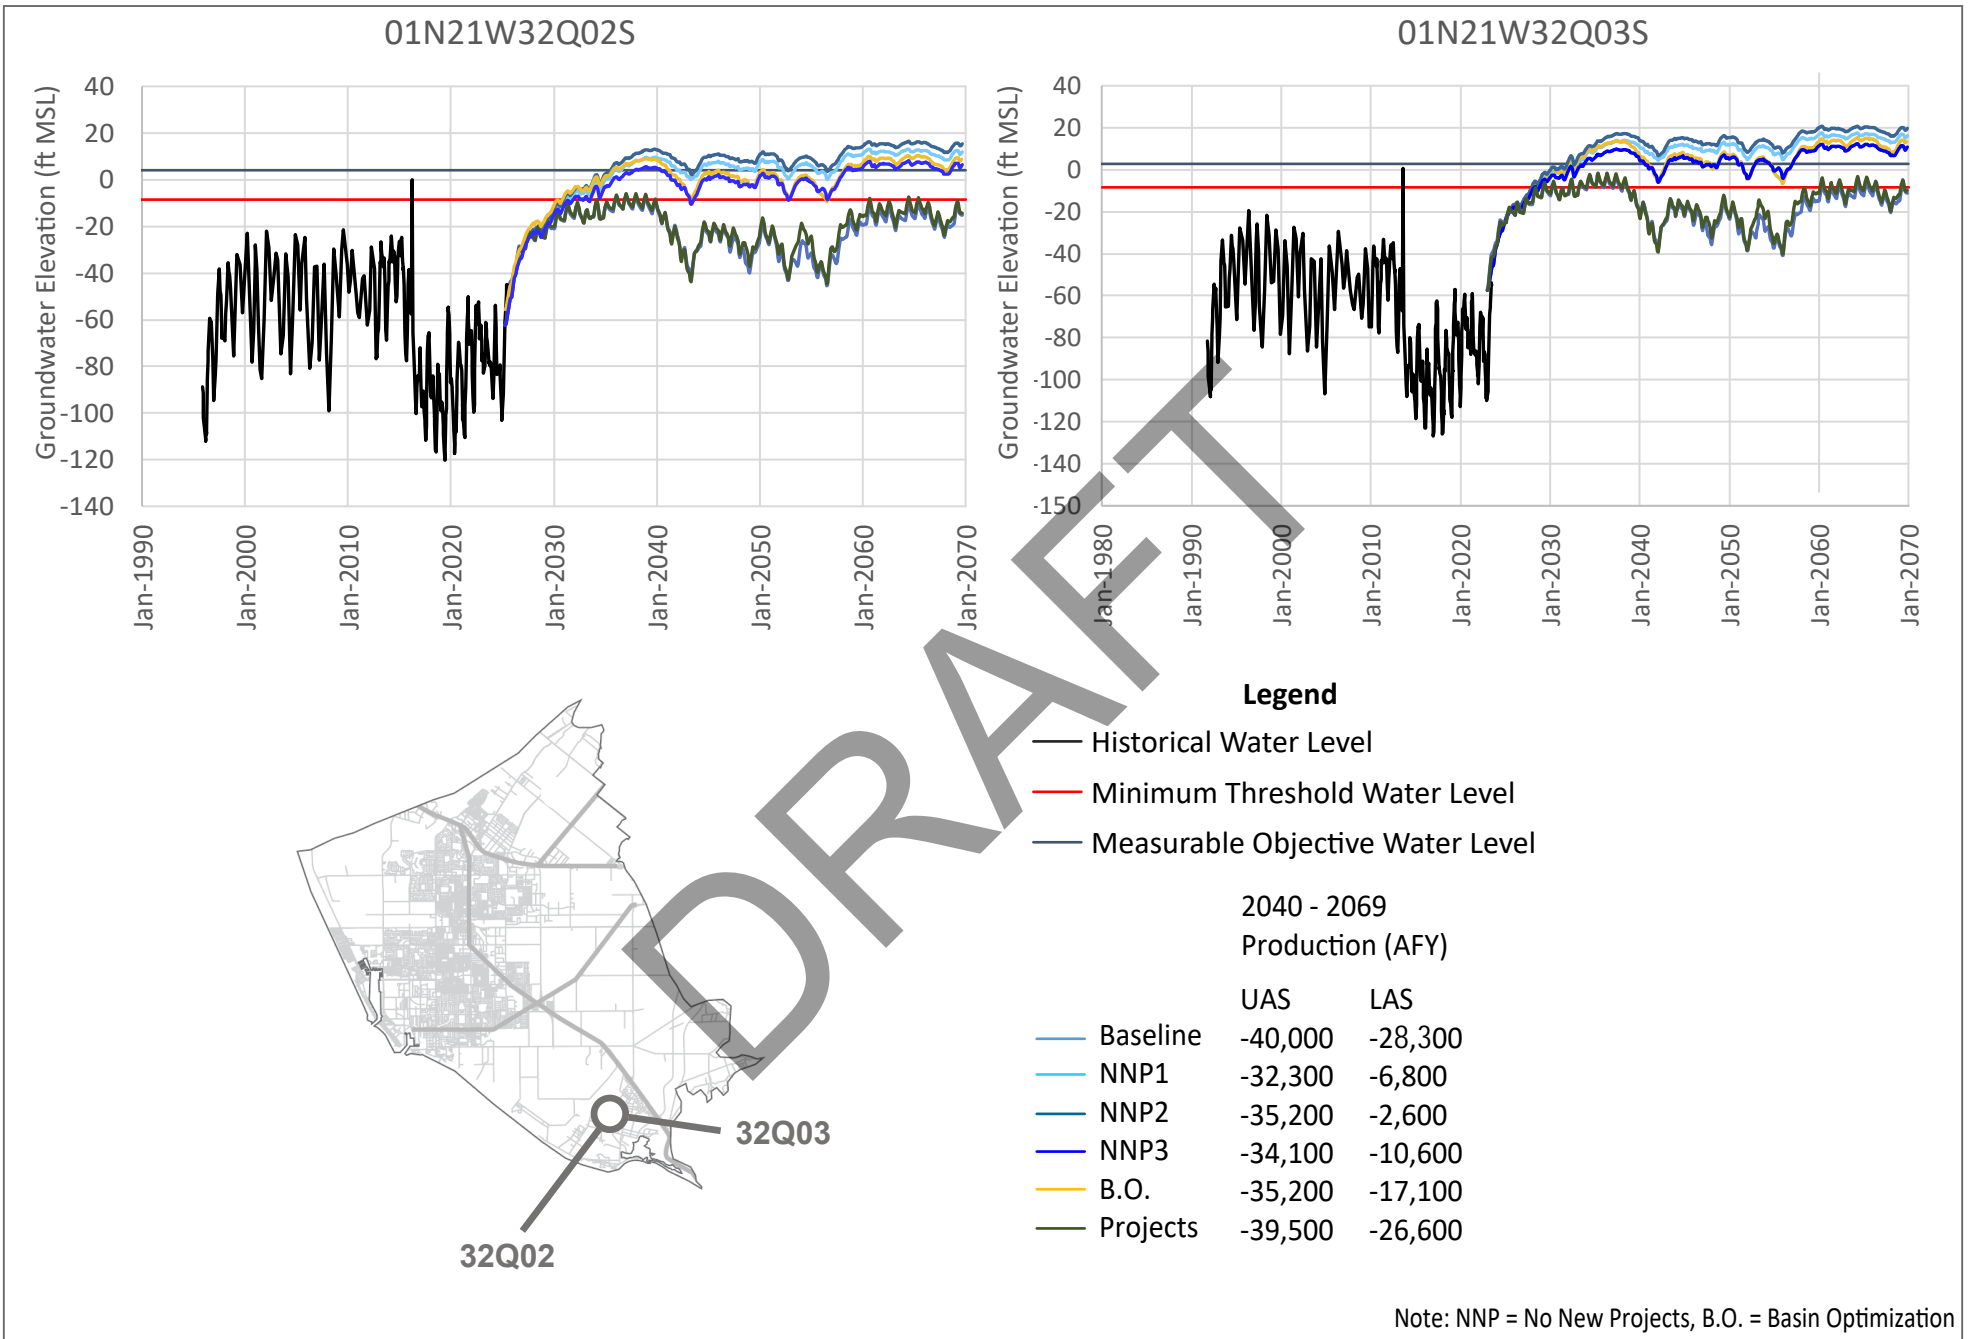 01N21W32Q02S
01N21W32Q03S
Groundwater Elevation (ft MSL)
40
20
0
-20
-40
-60
-80
-100
-120
-140
Jan-1990
Jan-2000
Jan-2010
Jan-2020
Jan-2030
Jan-2040
Jan-2050
Jan-2060
Jan-2070
Groundwater Elevation (ft MSL)
40
20
0
-20
-40
-60
-80
-100
-120
-140
-150
Jan-1980
Jan-1990
Jan-2000
Jan-2010
Jan-2020
Jan-2030
Jan-2040
Jan-2050
Jan-2060
Jan-2070
DRAFT
32Q03
32Q02
Legend
Historical Water Level
Minimum Threshold Water Level
Measurable Objective Water Level
2040 - 2069
Production (AFY)
UAS LAS
Baseline -40,000 -28,300
NNP1 -32,300 -6,800
NNP2 -35,200 -2,600
NNP3 -34,100 -10,600
B.O. -35,200 -17,100
Projects -39,500 -26,600
Note: NNP = No New Projects, B.O. = Basin Optimization